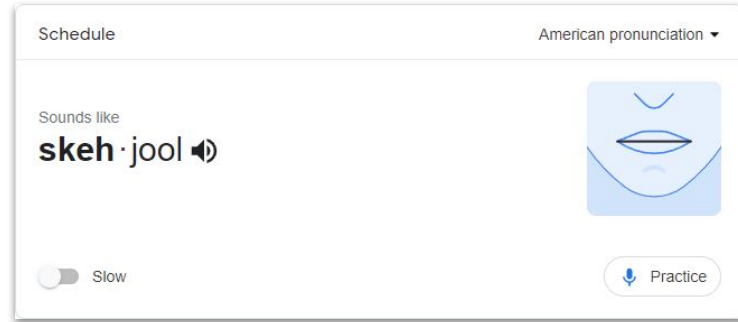 Schedule
American pronunciation
Sounds like
skeh·jool
Slow
Practice